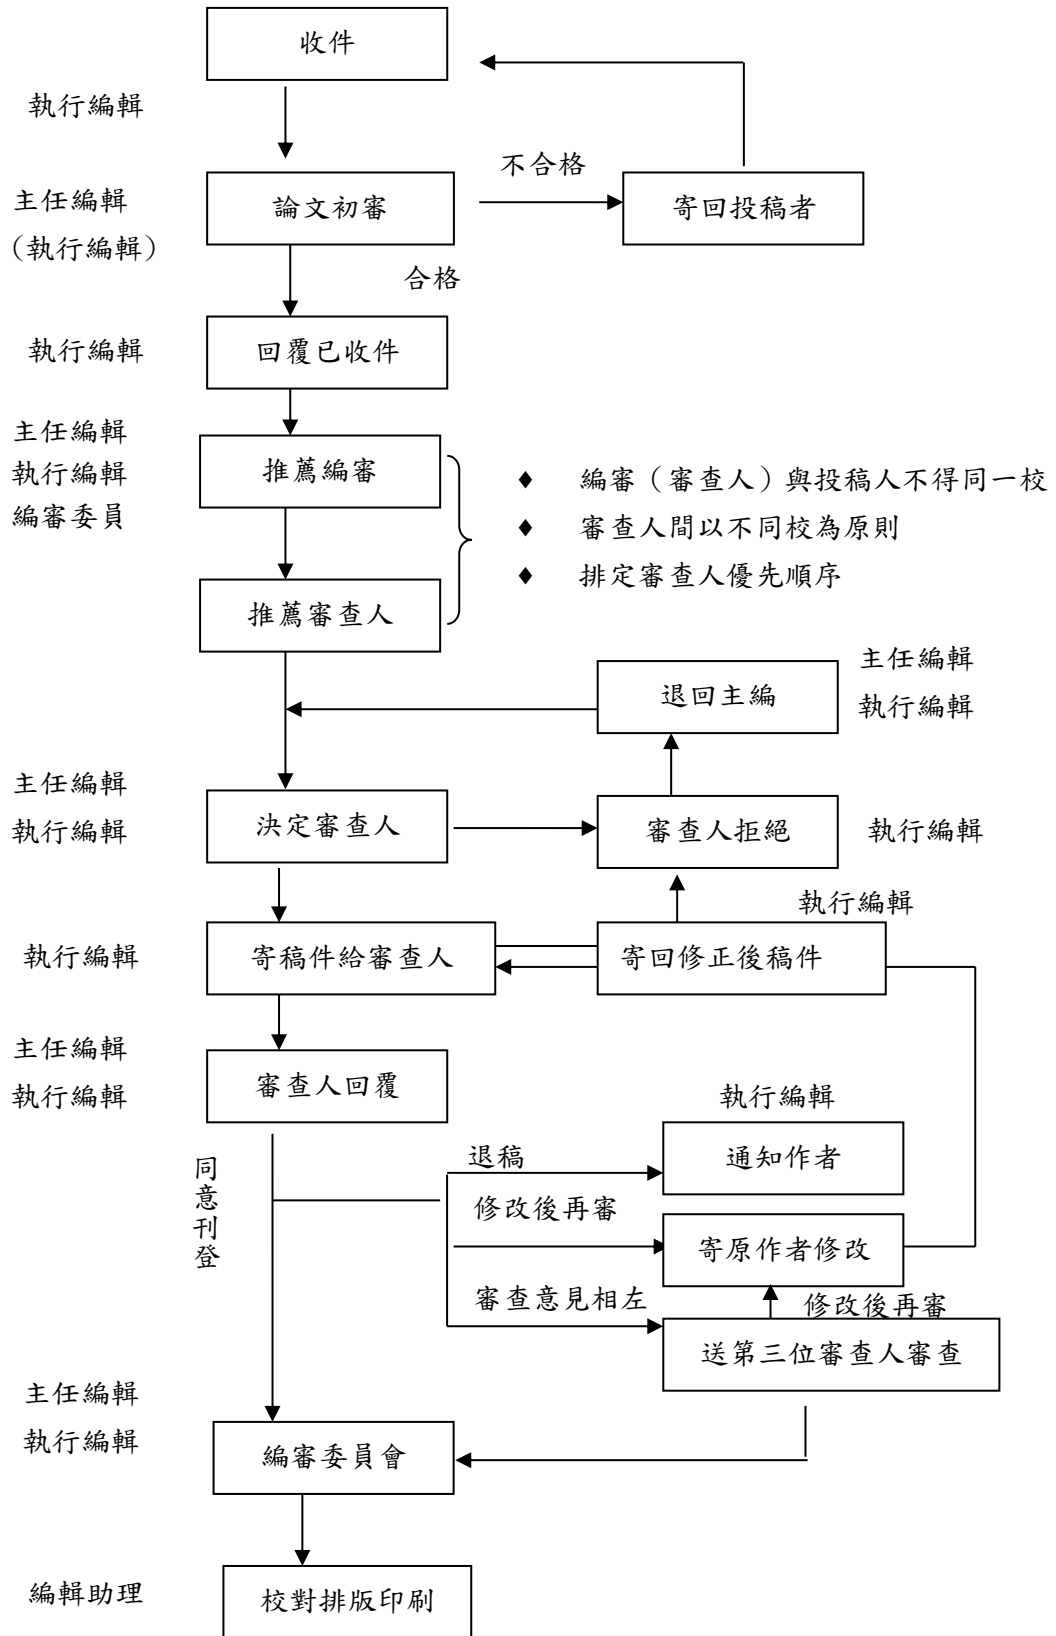 收件
執行編輯
不合格
主任編輯
(執行編輯)
論文初審
寄回投稿者
合格
執行編輯
回覆已收件
主任編輯
執行編輯
編審委員
推薦編審
♦ 編審（審查人）與投稿人不得同一校
♦ 審查人間以不同校為原則
♦ 排定審查人優先順序
推薦審查人
退回主編
主任編輯
執行編輯
主任編輯
執行編輯
決定審查人
審查人拒絕
執行編輯
執行編輯
執行編輯
寄稿件給審查人
寄回修正後稿件
主任編輯
執行編輯
審查人回覆
執行編輯
同意刊登
退稿
通知作者
修改後再審
寄原作者修改
審查意見相左
修改後再審
送第三位審查人審查
主任編輯
執行編輯
編審委員會
編輯助理
校對排版印刷